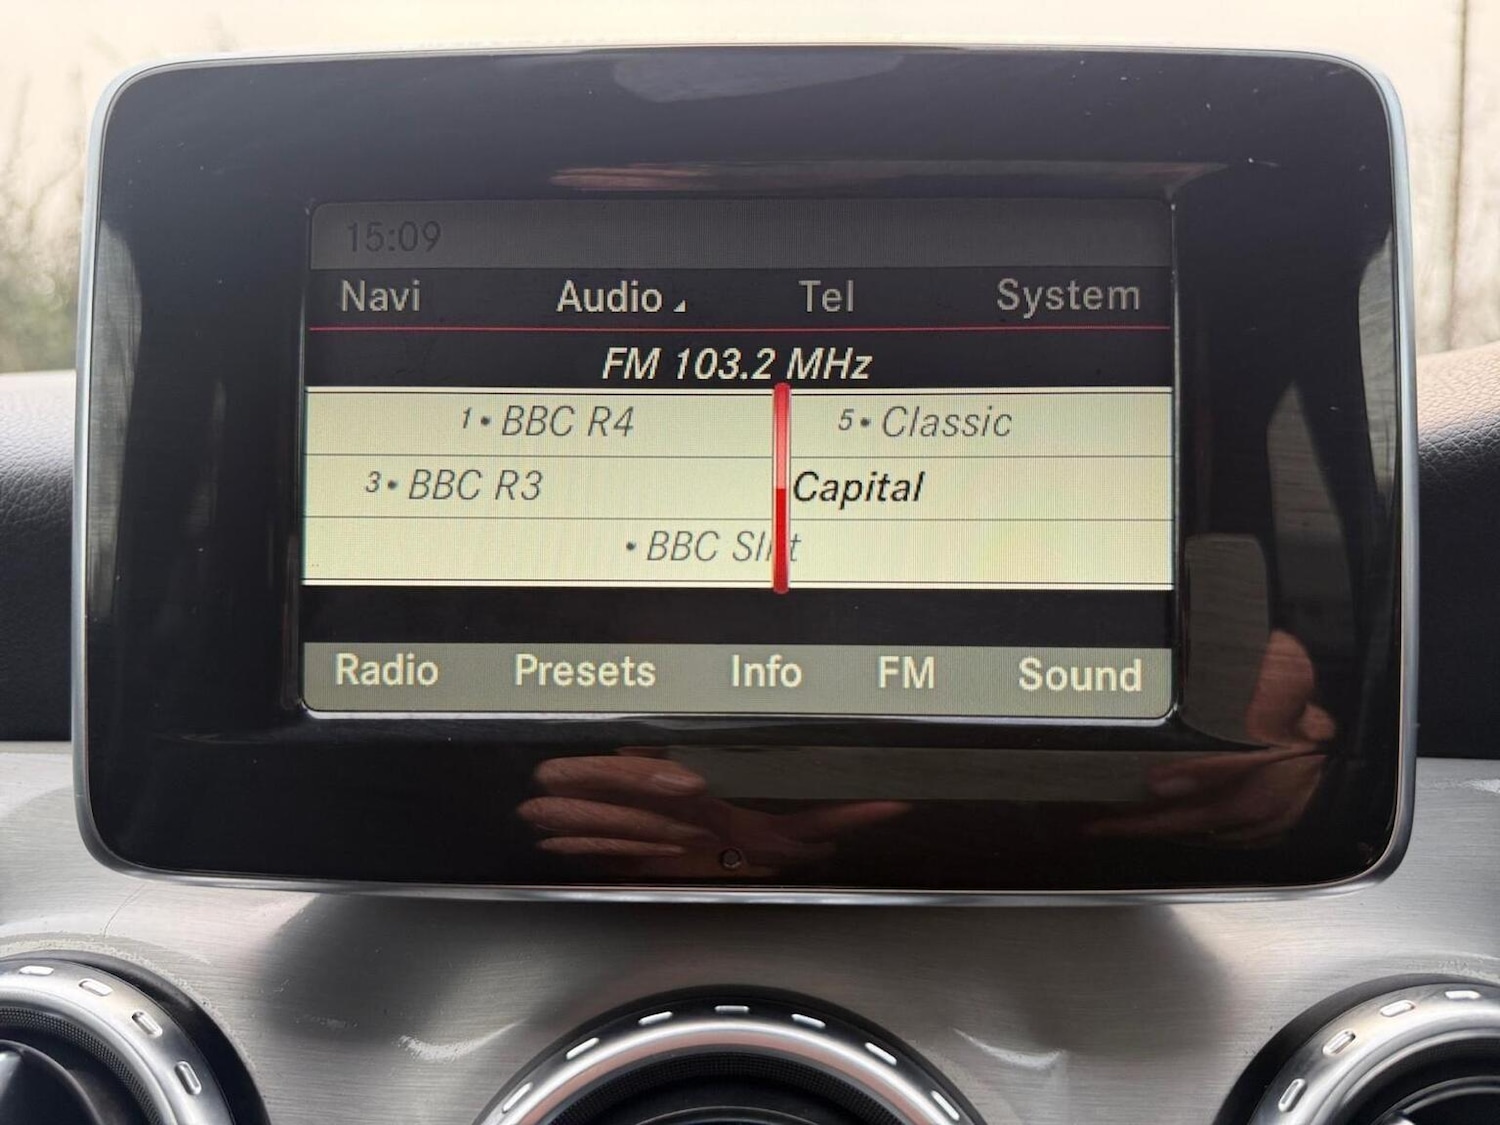 15:09
Navi Audio Tel System
FM 103.2 MHz
1• BBC R4 5• Classic
3• BBC R3 Capital
• BBC
Radio Presets Info FM Sound